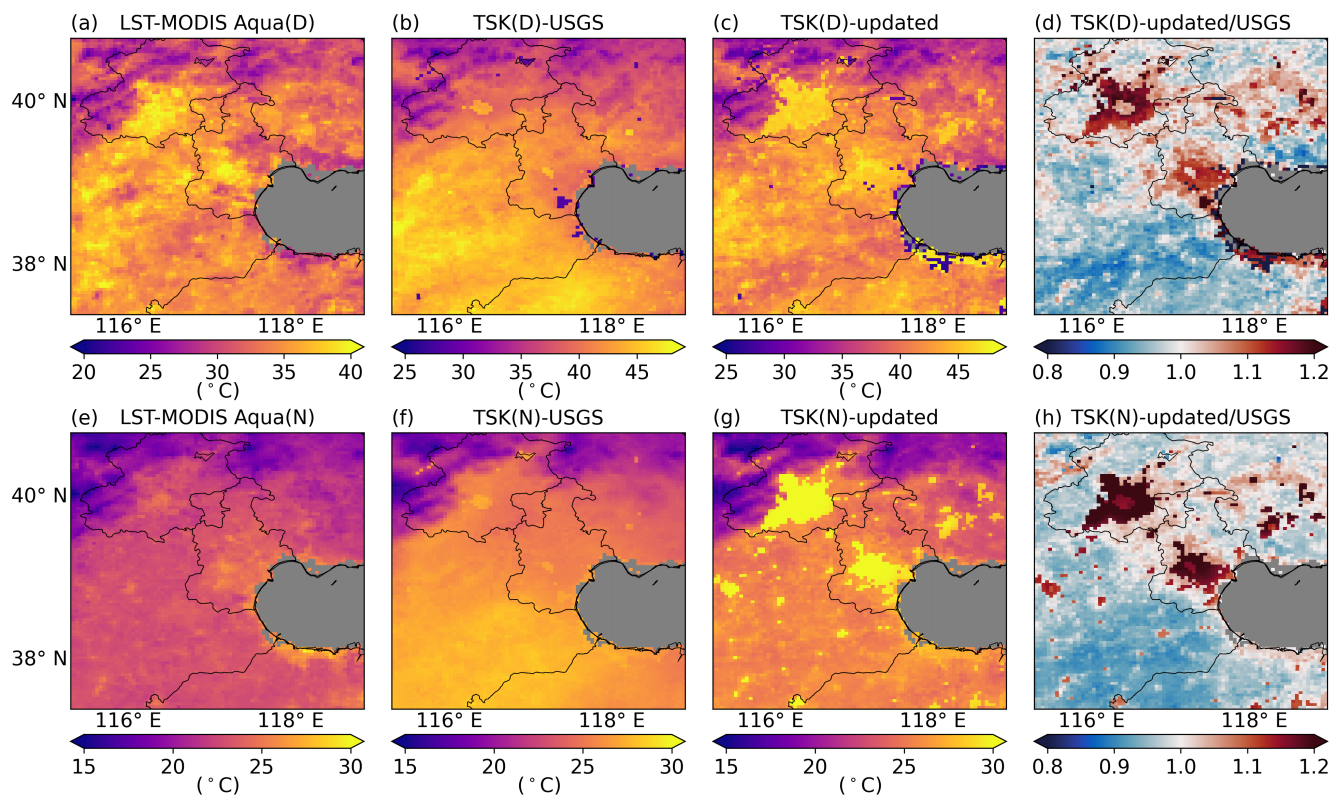 (a) LST-MODIS Aqua(D)
(b) TSK(D)-USGS
(c) TSK(D)-updated
(d) TSK(D)-updated/USGS
40° N
38° N
116° E 118° E
116° E 118° E
116° E 118° E
116° E 118° E
20 25 30 35 40
25 30 35 40 45
25 30 35 40 45
0.8 0.9 1.0 1.1 1.2
(°C)
(°C)
(°C)
(e) LST-MODIS Aqua(N)
(f) TSK(N)-USGS
(g) TSK(N)-updated
(h) TSK(N)-updated/USGS
40° N
38° N
116° E 118° E
116° E 118° E
116° E 118° E
116° E 118° E
15 20 25 30
15 20 25 30
15 20 25 30
0.8 0.9 1.0 1.1 1.2
(°C)
(°C)
(°C)